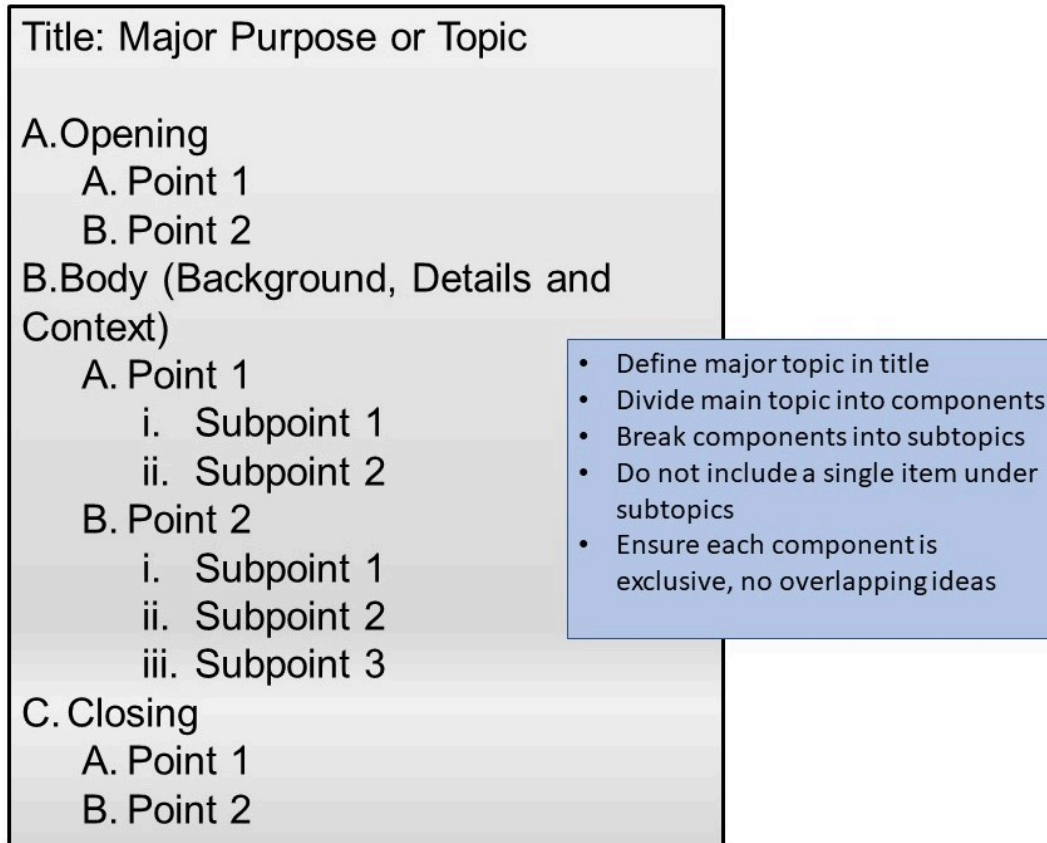 Title: Major Purpose or Topic
A.Opening
A. Point 1
B. Point 2
B.Body (Background, Details and
Context)
A. Point 1
i. Subpoint 1
ii. Subpoint 2
B. Point 2
i. Subpoint 1
ii. Subpoint 2
iii. Subpoint 3
C. Closing
A. Point 1
B. Point 2
• Define major topic in title
• Divide main topic into components
• Break components into subtopics
• Do not include a single item under
subtopics
• Ensure each component is
exclusive, no overlapping ideas